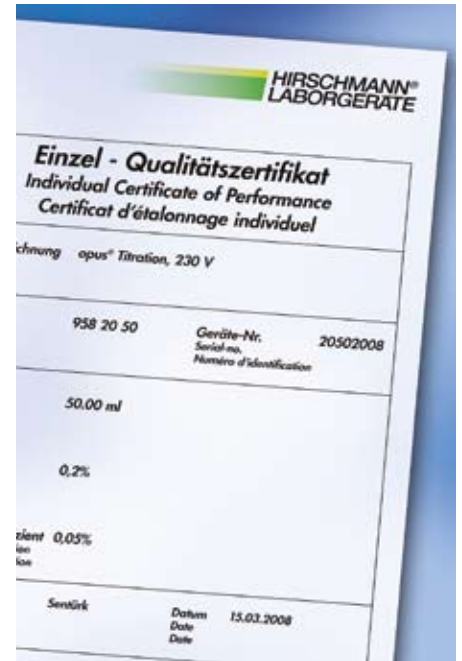 HIRSCHMANN®
LABORGERÄTE
Einzel - Qualitätszertifikat
Individual Certificate of Performance
Certificat d'étalonnage individuel
ichnung opus® Titration, 230 V
958 20 50 Geräte-Nr. 20502008
Serial-no.
Numéro d'identification
50.00 ml
0,2%
zient 0,05%
ion
tion
Sentürk Datum 15.03.2008
Date
Date